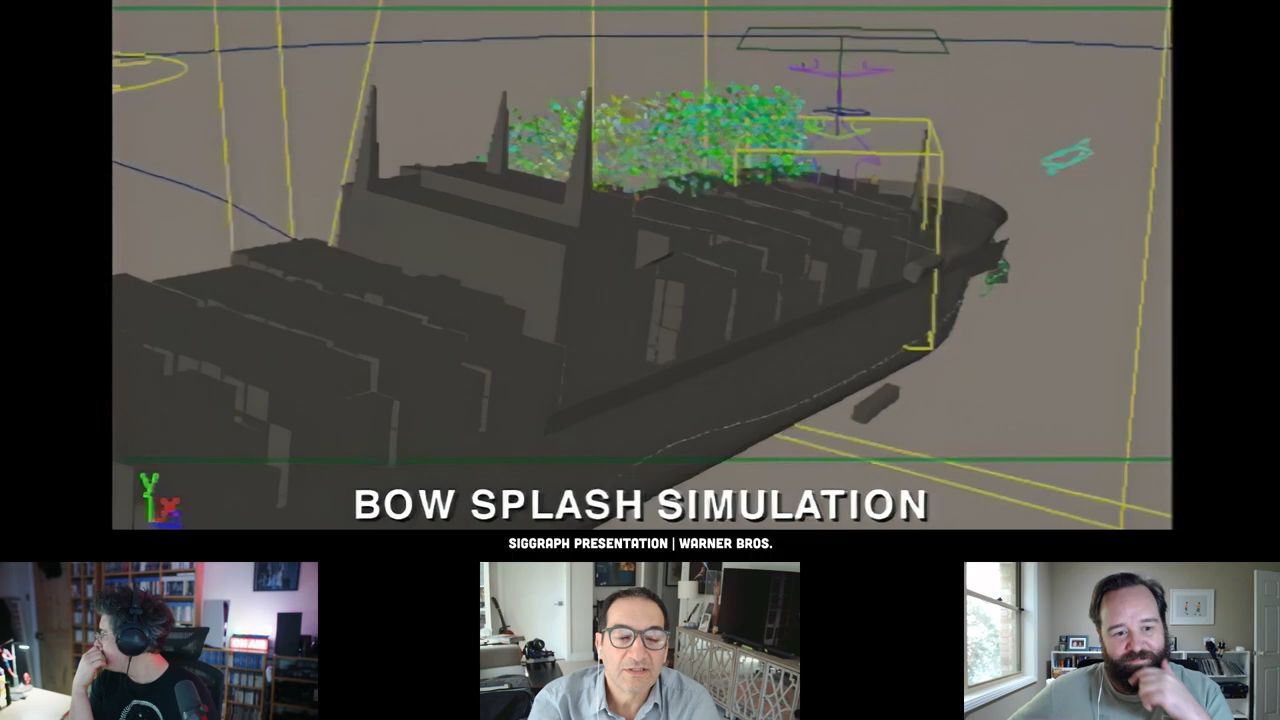 BOW SPLASH SIMULATION
SIGGRAPH PRESENTATION | WARNER BROS.